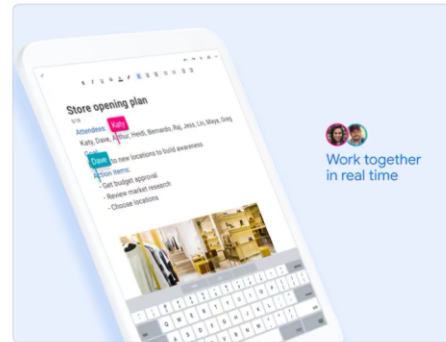 Store opening plan
Attendees:
Katy
Katy, Dave, Arthur, Heidi, Bernardo, Raj, Jess, Lin, Maya, Greg
Dave
to new locations to build awareness
Action items:
- Get budget approval
- Review market research
- Choose locations
Work together
in real time